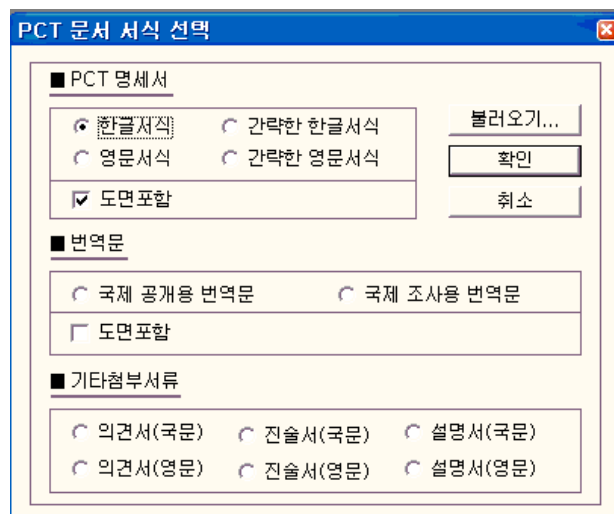 PCT 문서 서식 선택
■ PCT 명세서
한글서식 간략한 한글서식
영문서식 간략한 영문서식
도면포함
불러오기...
확인
취소
■ 번역문
국제 공개용 번역문 국제 조사용 번역문
도면포함
■ 기타첨부서류
의견서(국문) 진술서(국문) 설명서(국문)
의견서(영문) 진술서(영문) 설명서(영문)